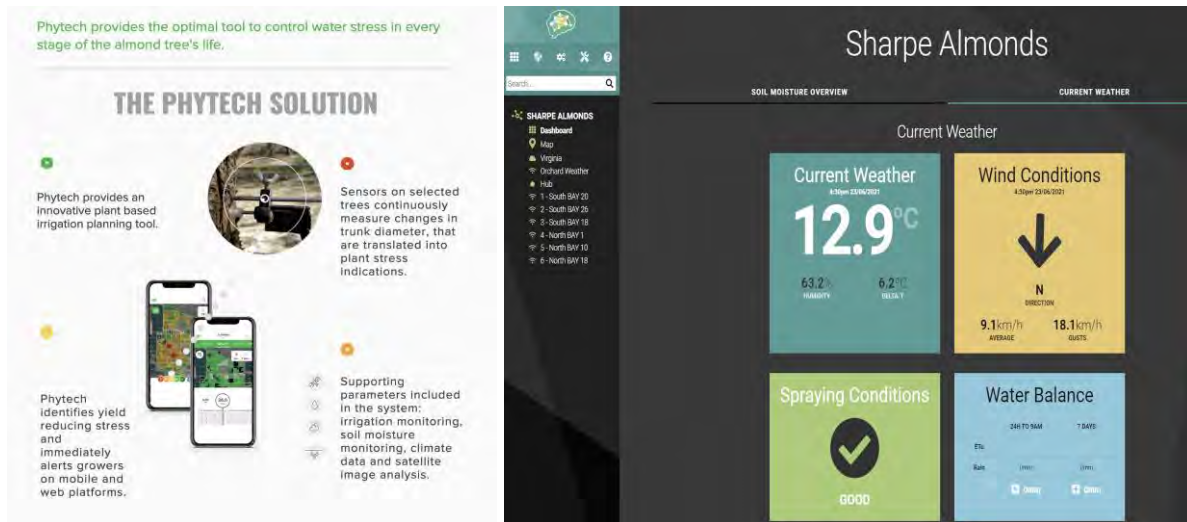 Phytech provides the optimal tool to control water stress in every
stage of the almond tree's life.
THE PHYTECH SOLUTION
Phytech provides an
innovative plant based
irrigation planning tool.
Sensors on selected
trees continuously
measure changes in
trunk diameter, that
are translated into
plant stress
indications.
Phytech
identifies yield
reducing stress
and
immediately
alerts growers
on mobile and
web platforms.
Supporting
parameters included
in the system:
irrigation monitoring,
soil moisture
monitoring, climate
data and satellite
image analysis.
Search...
SHARPE ALMONDS
Dashboard
Map
Virginia
Orchard Weather
Hub
1 - South BAY 20
2 - South BAY 26
3 - South BAY 18
4 - North BAY 1
5 - North BAY 10
6 - North BAY 18
Sharpe Almonds
SOIL MOISTURE OVERVIEW
CURRENT WEATHER
Current Weather
Current Weather
4:50pm 23/06/2021
12.9°C
63.2%
HUMIDITY
6.2°C
DELTA T
Wind Conditions
4:50pm 23/06/2021
N
DIRECTION
9.1km/h
AVERAGE
18.1km/h
GUSTS
Spraying Conditions
GOOD
Water Balance
24H TO 9AM
7 DAYS
ETo
Rain